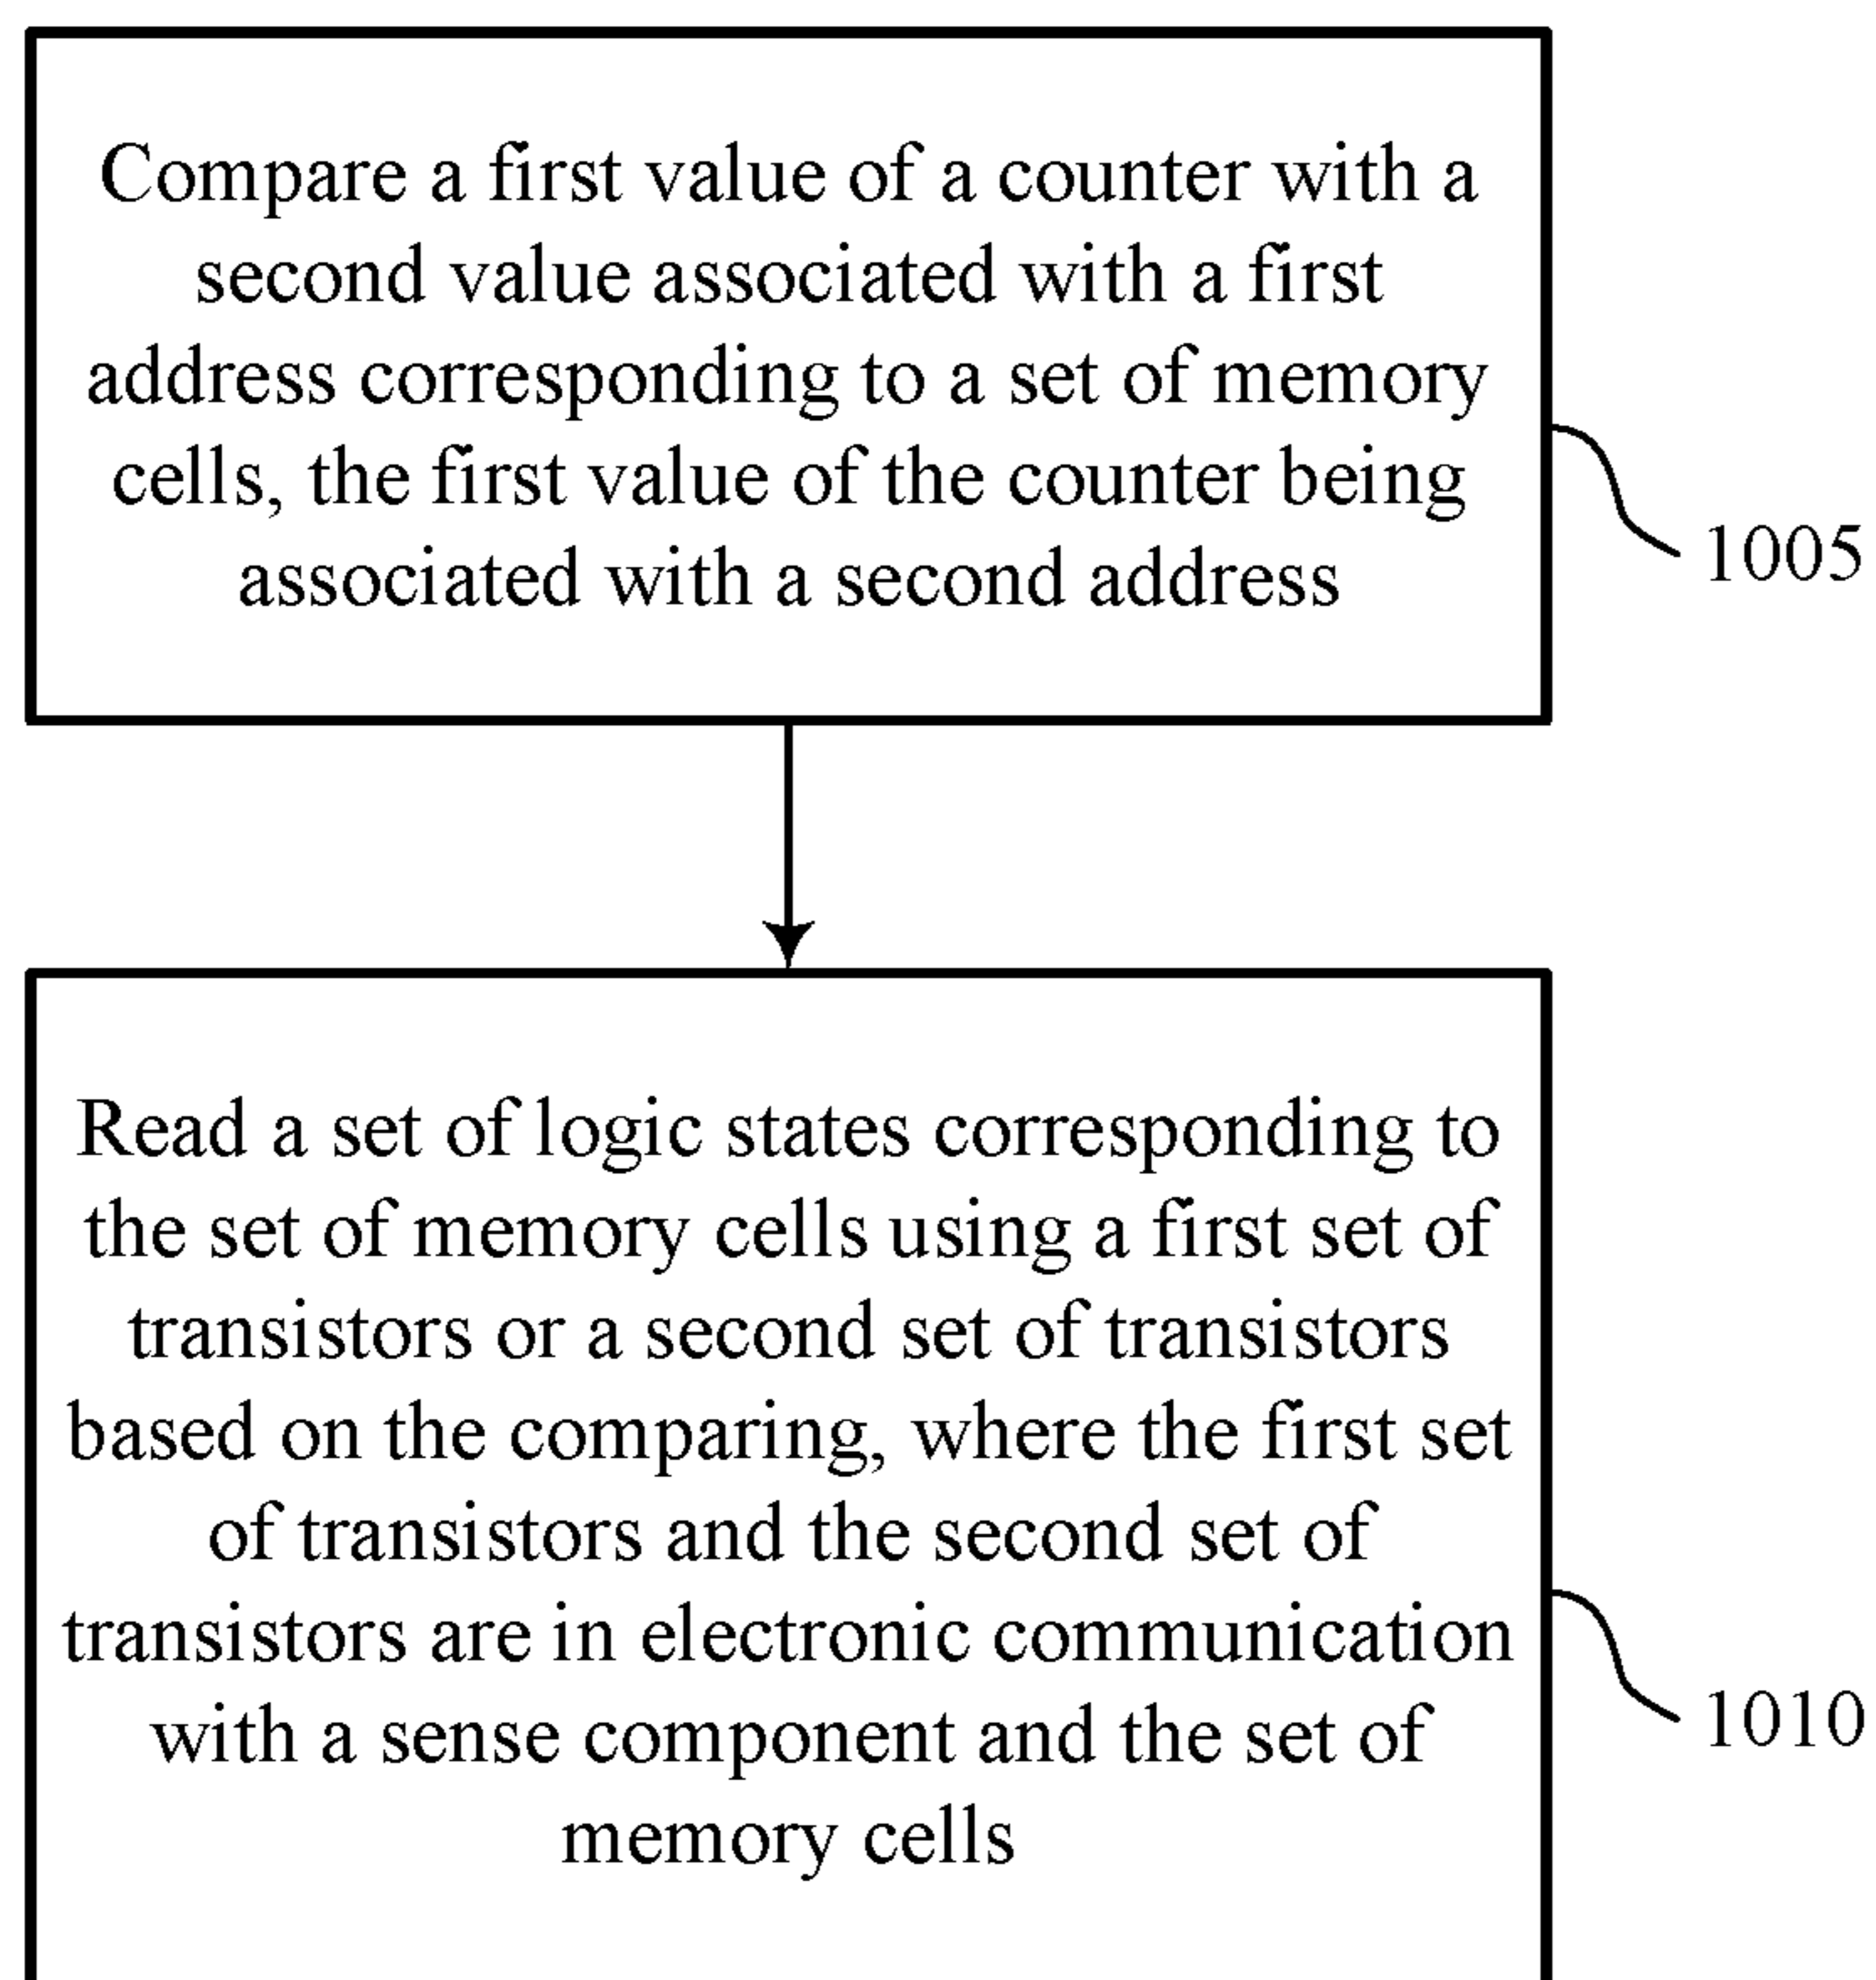 Compare a first value of a counter with a
second value associated with a first
address corresponding to a set of memory
cells, the first value of the counter being
associated with a second address
1005
Read a set of logic states corresponding to
the set of memory cells using a first set of
transistors or a second set of transistors
based on the comparing, where the first set
of transistors and the second set of
transistors are in electronic communication
with a sense component and the set of
memory cells
1010